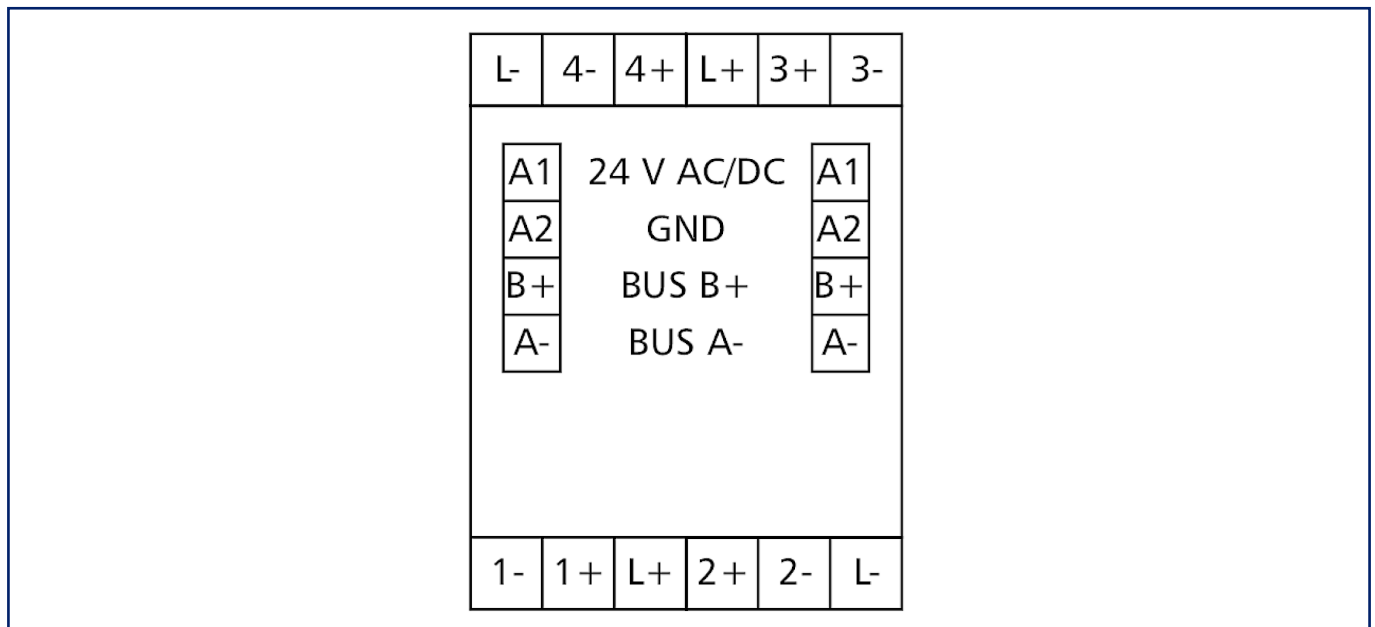 L- 4- 4+ L+ 3+ 3-
A1 24 V AC/DC A1
A2 GND A2
B+ BUS B+ B+
A- BUS A- A-
1- 1+ L+ 2+ 2- L-